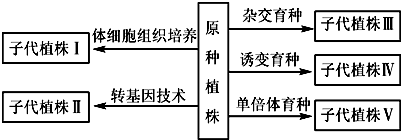 子代植株Ⅰ
体细胞组织培养
子代植株Ⅱ
转基因技术
原种植株
杂交育种
子代植株Ⅲ
诱变育种
子代植株Ⅳ
单倍体育种
子代植株Ⅴ